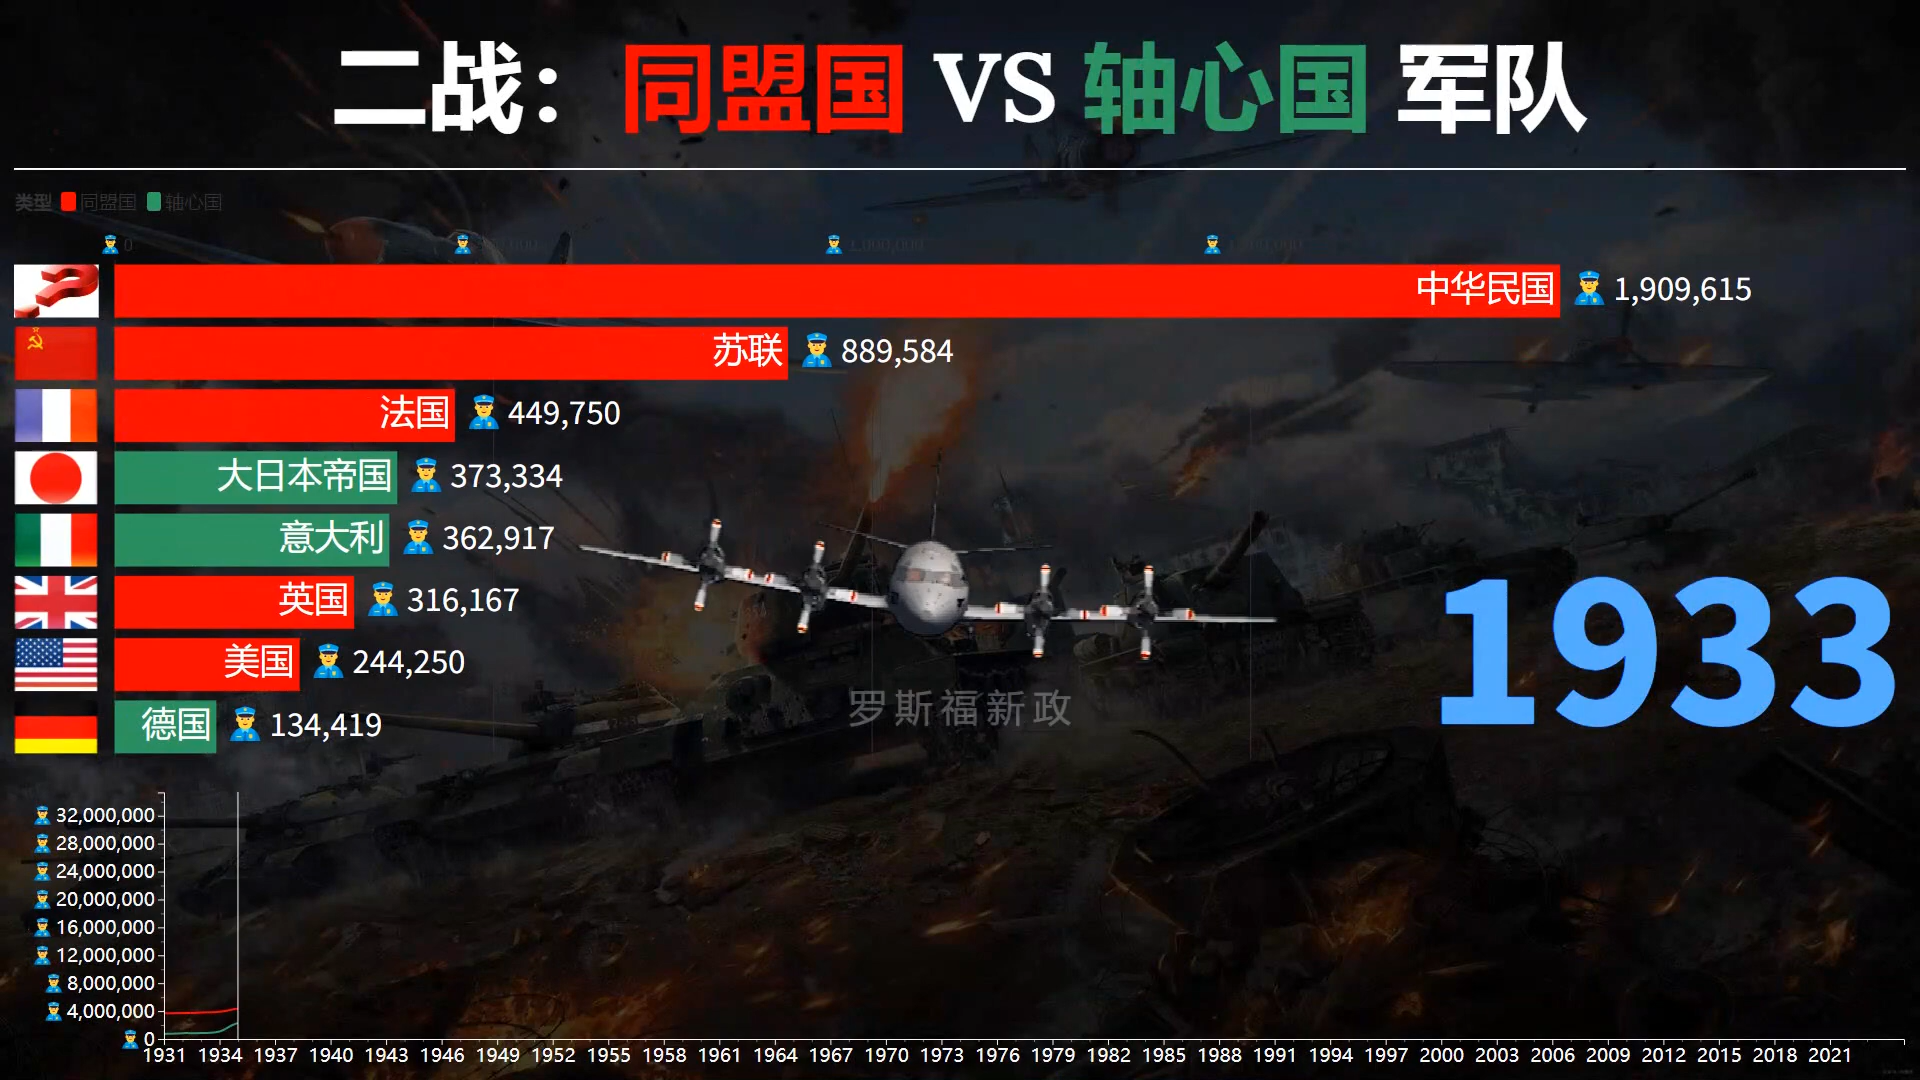 二战：同盟国 VS 轴心国 军队
类型 同盟国 轴心国
0
1,000,000
中华民国 1,909,615
苏联 889,584
法国 449,750
大日本帝国 373,334
意大利 362,917
英国 316,167
美国 244,250
德国 134,419
1933
罗斯福新政
32,000,000
28,000,000
24,000,000
20,000,000
16,000,000
12,000,000
8,000,000
4,000,000
0
1931 1934 1937 1940 1943 1946 1949 1952 1955 1958 1961 1964 1967 1970 1973 1976 1979 1982 1985 1988 1991 1994 1997 2000 2003 2006 2009 2012 2015 2018 2021